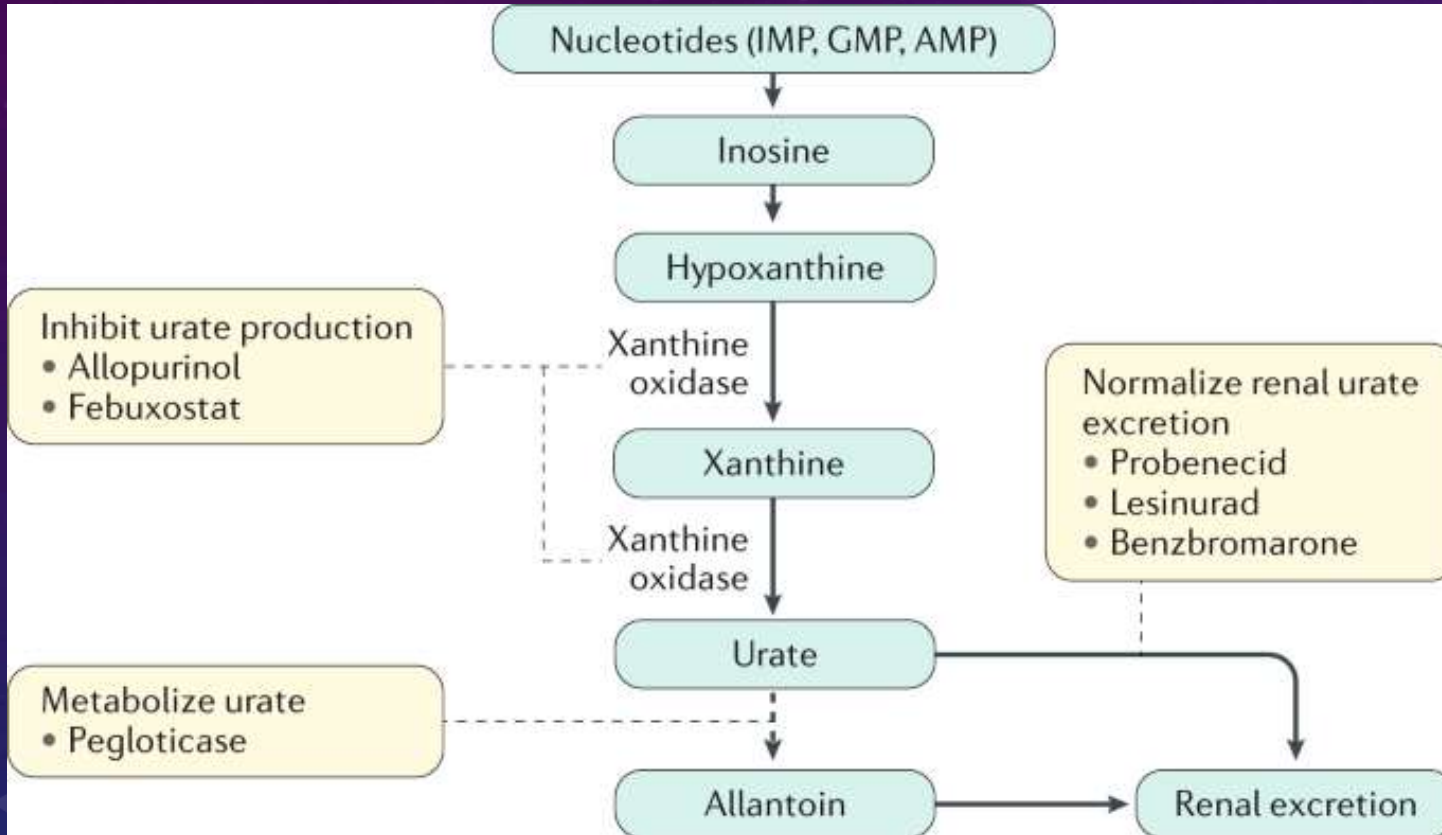 Nucleotides (IMP, GMP, AMP)
Inosine
Hypoxanthine
Inhibit urate production
• Allopurinol
• Febuxostat
Xanthine
oxidase
Normalize renal urate
excretion
• Probenecid
• Lesinurad
• Benzbromarone
Xanthine
Xanthine
oxidase
Urate
Metabolize urate
• Pegloticase
Allantoin
Renal excretion